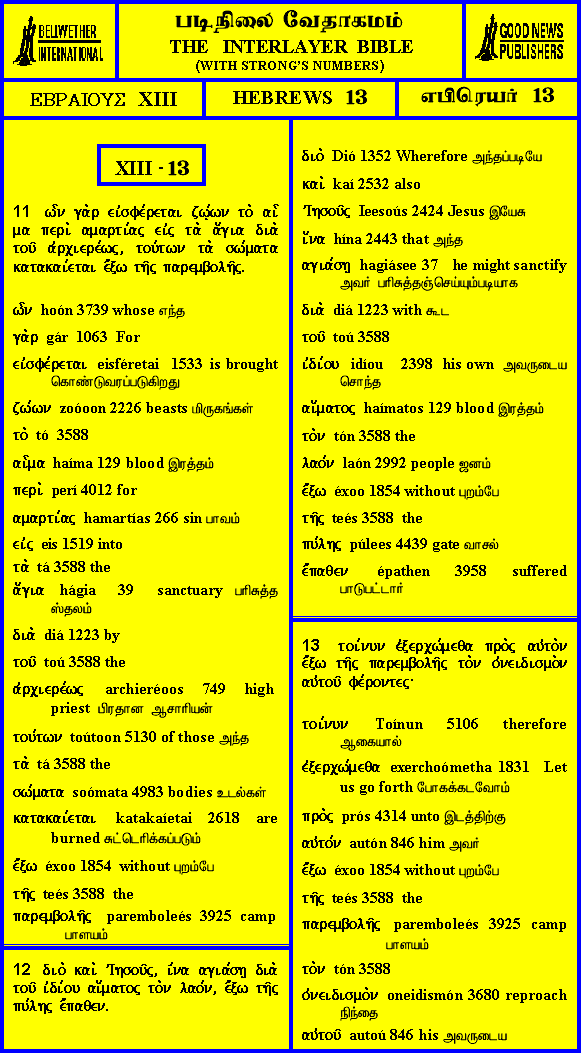 BELLWETHER
INTERNATIONAL
படிநிலை வேதாகமம்
THE INTERLAYER BIBLE
(WITH STRONG'S NUMBERS)
GOOD NEWS
PUBLISHERS
ΕΒΡΑΙΟΥΣ XIII
HEBREWS 13
எபிரெயர் 13
XIII - 13
11 ὧν γὰρ εἰσφέρεται ζῴων τὸ αἷ
μα περὶ αμαρτίας εἰς τὰ ἅγια διὰ
τοῦ ἀρχιερέως, τούτων τὰ σώματα
κατακαίεται ἔξω τῆς παρεμβολῆς.
ὧν hoón 3739 whose எந்த
γὰρ gár 1063 For
εἰσφέρεται eisféretai 1533 is brought
கொண்டுவரப்படுகிறது
ζῴων zoóoon 2226 beasts மிருகங்கள்
τὸ tó 3588
αἷμα haíma 129 blood இரத்தம்
περὶ perí 4012 for
αμαρτίας hamartías 266 sin பாவம்
εἰς eis 1519 into
τὰ tá 3588 the
ἅγια hágia 39 sanctuary பரிசுத்த
ஸ்தலம்
διὰ diá 1223 by
τοῦ toú 3588 the
ἀρχιερέως archieréoos 749 high
priest பிரதான ஆசாரியன்
τούτων toútoon 5130 of those அந்த
τὰ tá 3588 the
σώματα soómata 4983 bodies உடல்கள்
κατακαίεται katakaíetai 2618 are
burned சுட்டெரிக்கப்படும்
ἔξω éxoo 1854 without புறம்பே
τῆς teés 3588 the
παρεμβολῆς paremboleés 3925 camp
பாளயம்
12 διὸ καὶ Ἰησοῦς, ίνα αγιάσῃ διὰ
τοῦ ἰδίου αἵματος τὸν λαόν, ἔξω τῆς
πύλης ἔπαθεν.
διὸ Dió 1352 Wherefore அந்தப்படியே
καὶ kaí 2532 also
Ἰησοῦς Ieesoús 2424 Jesus இயேசு
ἵνα hína 2443 that அந்த
αγιάσῃ hagiásee 37 he might sanctify
அவர் பரிசுத்தஞ்செய்யும்படியாக
διὰ diá 1223 with கூட
τοῦ toú 3588
ἰδίου idíou 2398 his own அவருடைய
சொந்த
αἵματος haímatos 129 blood இரத்தம்
τὸν tón 3588 the
λαόν laón 2992 people ஜனம்
ἔξω éxoo 1854 without புறம்பே
τῆς teés 3588 the
πύλης púlees 4439 gate வாசல்
ἔπαθεν épathen 3958 suffered
பாடுபட்டார்
13 τοίνυν ἐξερχώμεθα πρὸς αὐτὸν
ἔξω τῆς παρεμβολῆς τὸν ὀνειδισμὸν
αὐτοῦ φέροντες·
τοίνυν Toínun 5106 therefore
ஆகையால்
ἐξερχώμεθα exerchoómetha 1831 Let
us go forth போகக்கடவோம்
πρὸς prós 4314 unto இடத்திற்கு
αὐτόν autón 846 him அவர்
ἔξω éxoo 1854 without புறம்பே
τῆς teés 3588 the
παρεμβολῆς paremboleés 3925 camp
பாளயம்
τὸν tón 3588
ὀνειδισμὸν oneidismón 3680 reproach
நிந்தை
αὐτοῦ autoú 846 his அவருடைய